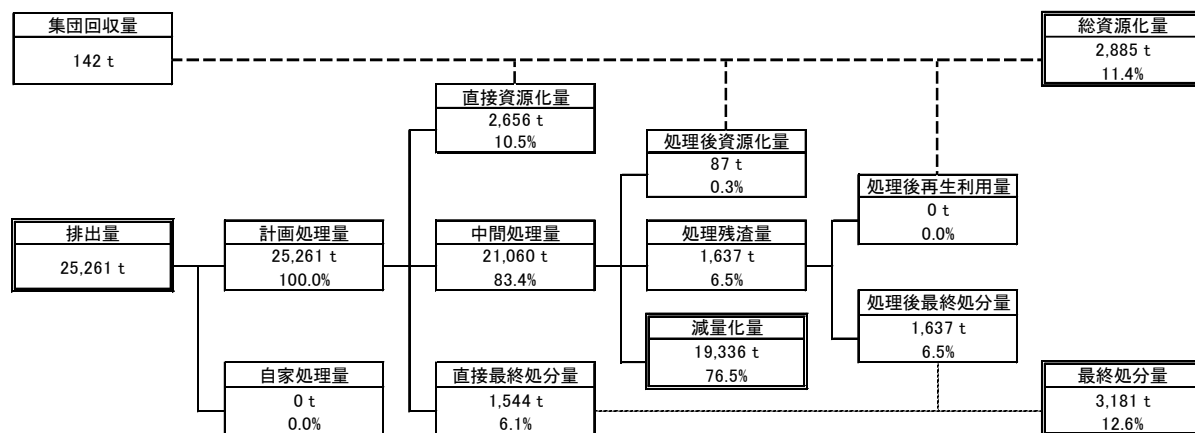 集団回収量
142 t
総資源化量
2,885 t
11.4%
直接資源化量
2,656 t
10.5%
処理後資源化量
87 t
0.3%
処理後再生利用量
0 t
0.0%
排出量
25,261 t
計画処理量
25,261 t
100.0%
中間処理量
21,060 t
83.4%
処理残渣量
1,637 t
6.5%
処理後最終処分量
1,637 t
6.5%
減量化量
19,336 t
76.5%
自家処理量
0 t
0.0%
直接最終処分量
1,544 t
6.1%
最終処分量
3,181 t
12.6%